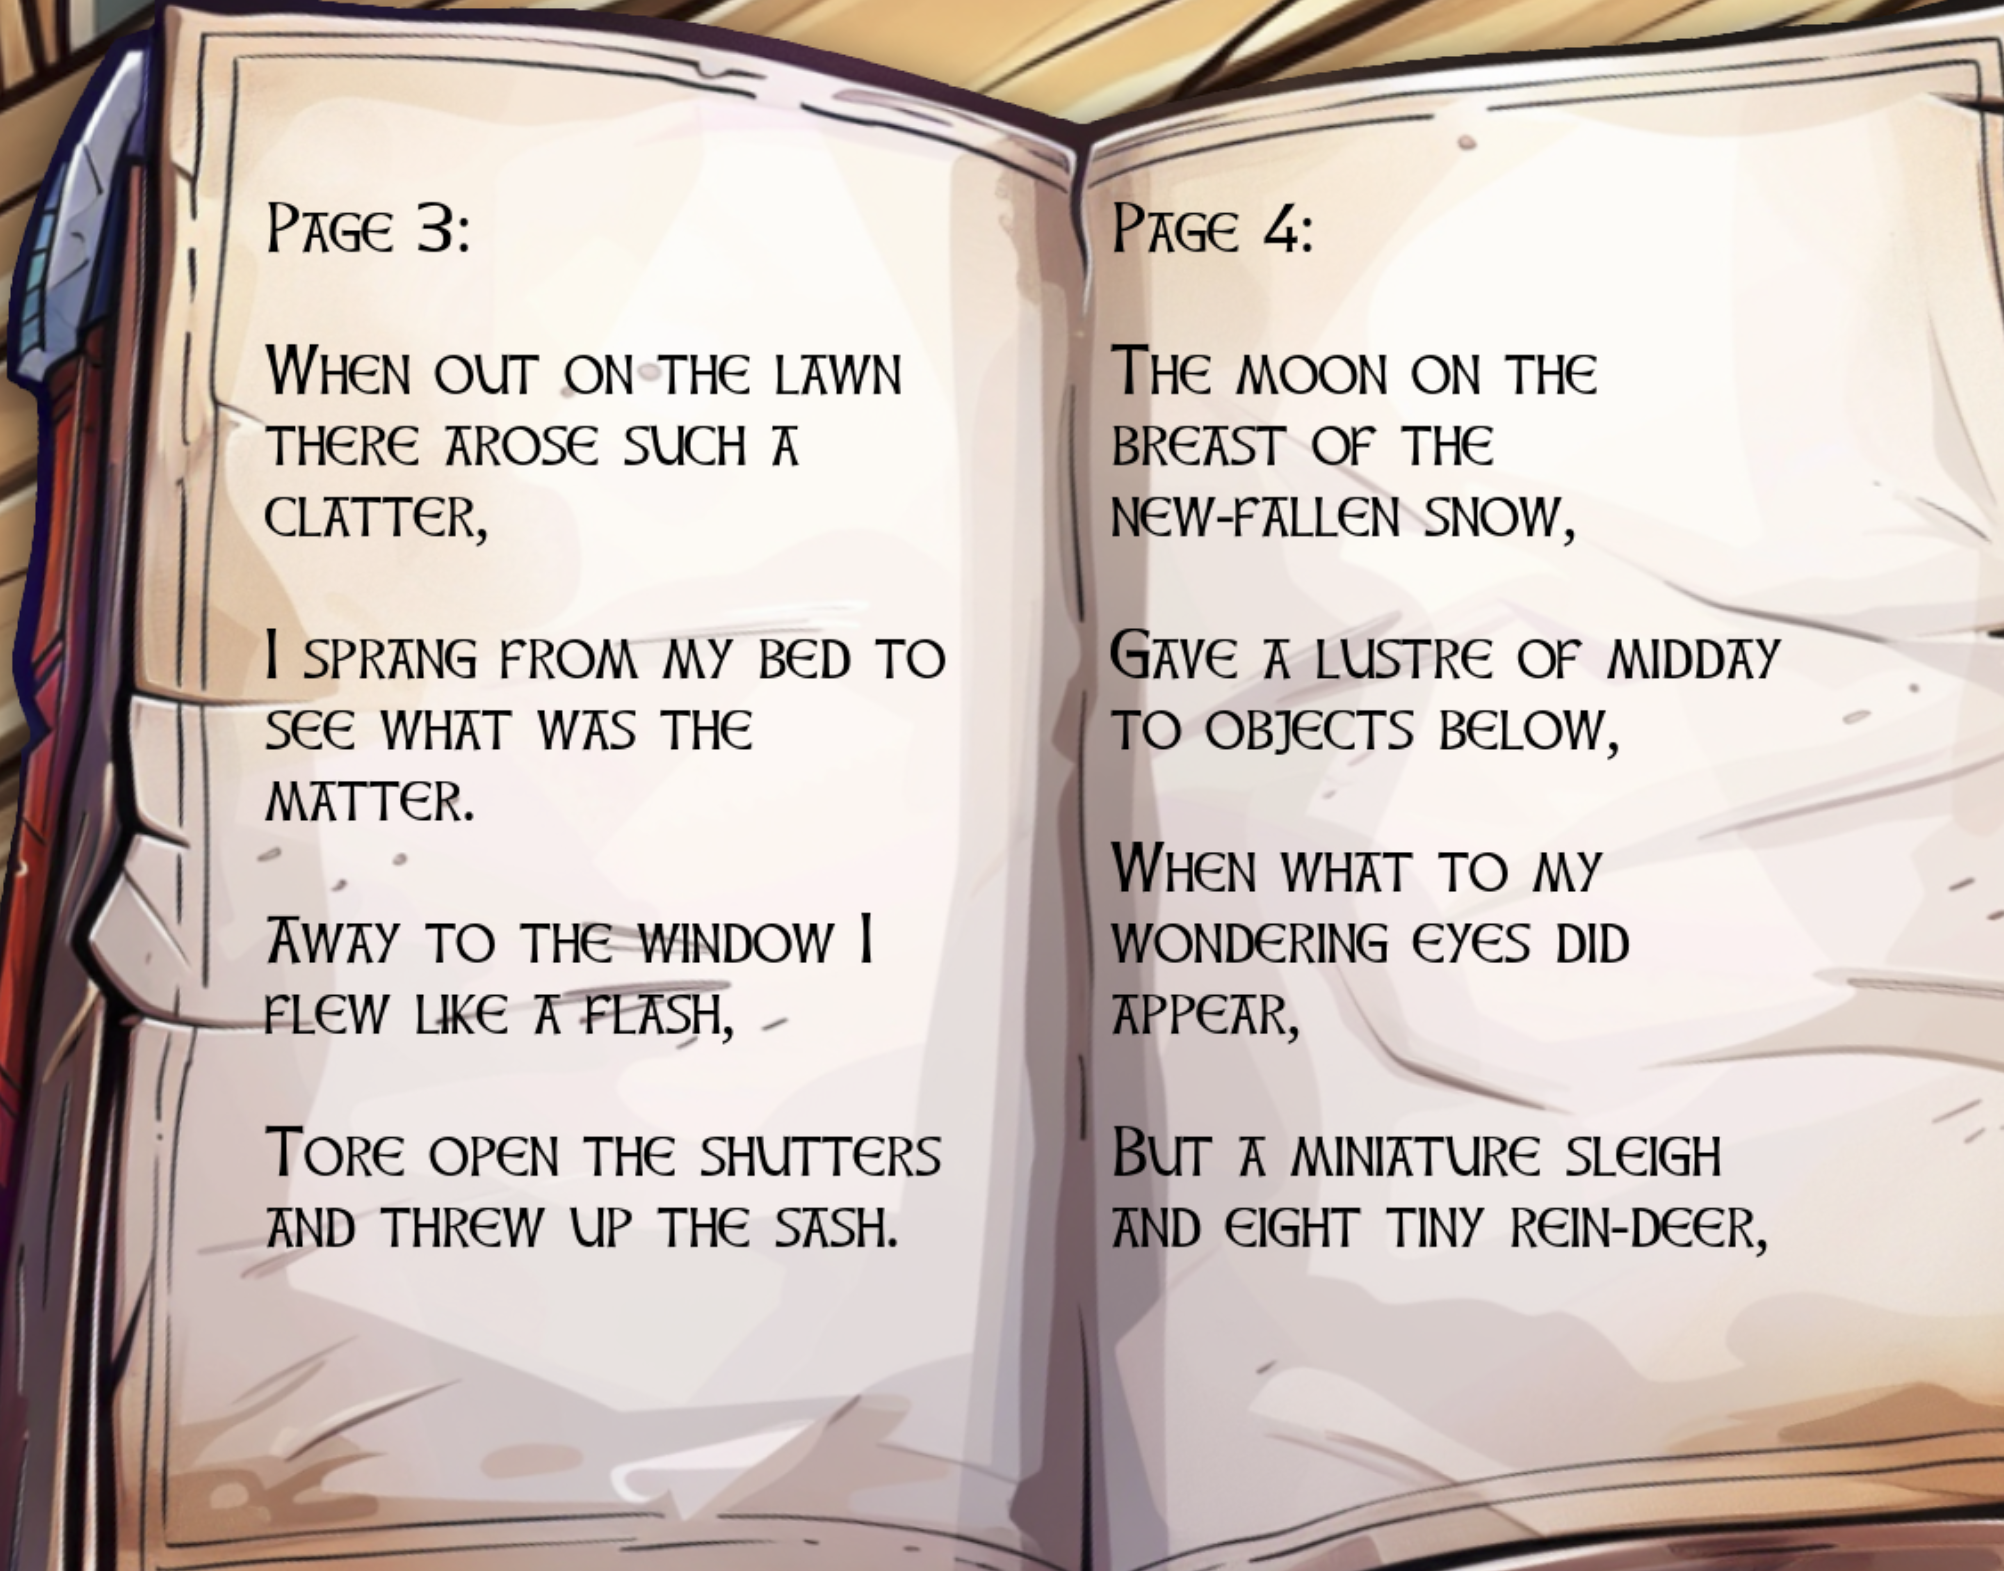 Page 3:
When out on the lawn
there arose such a
clatter,
I sprang from my bed to
see what was the
matter.
Away to the window I
flew like a flash,
Tore open the shutters
and threw up the sash.
Page 4:
The moon on the
breast of the
new-fallen snow,
Gave a lustre of midday
to objects below,
When what to my
wondering eyes did
appear,
But a miniature sleigh
and eight tiny rein-deer,